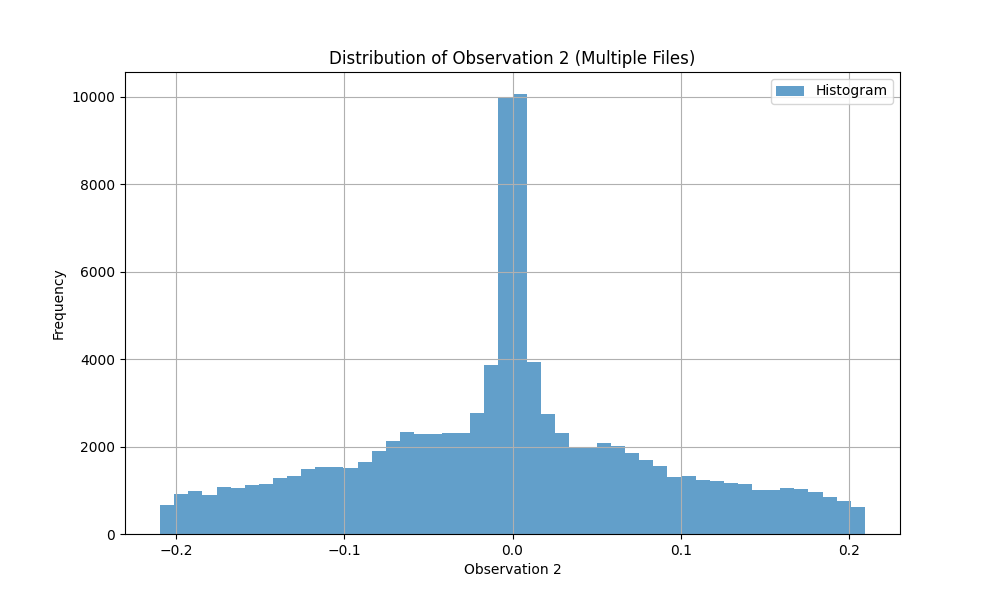 Distribution of Observation 2 (Multiple Files)
Histogram
10000
8000
6000
4000
2000
0
Frequency
−0.2
−0.1
0.0
0.1
0.2
Observation 2